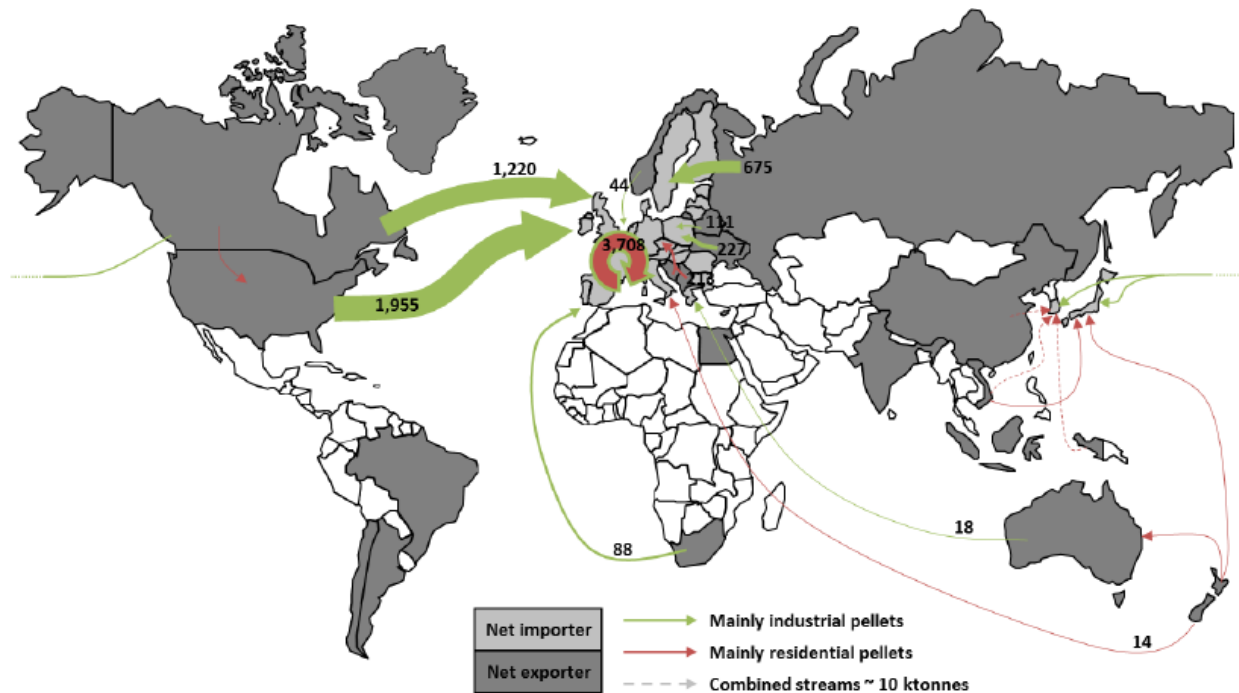 1,220
44
675
111
3,708
227
218
1,955
18
88
14
Net importer
Net exporter
Mainly industrial pellets
Mainly residential pellets
Combined streams ~ 10 ktonnes